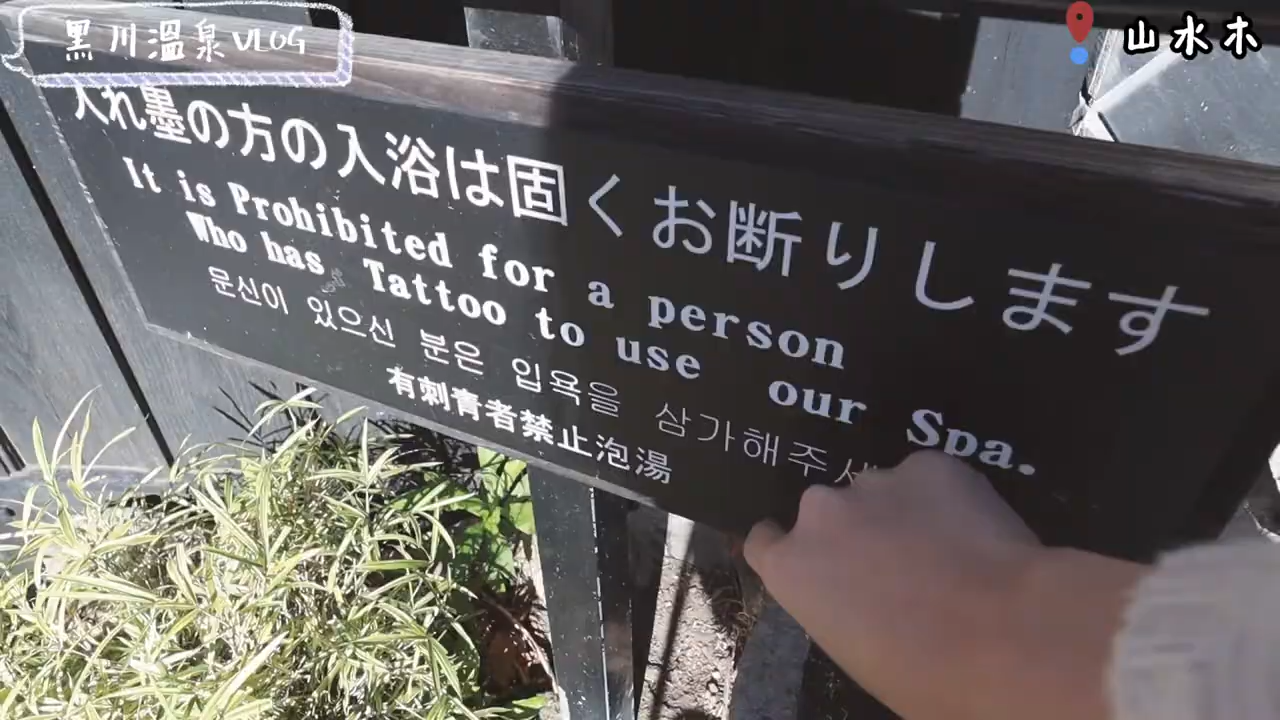 黑川溫泉VLOG
山水木
入れ墨の方の入浴は固くお断りします
It is Prohibited for a person
Who has Tattoo to use our Spa.
문신이 있으신 분은 입욕을 삼가해주세
有刺青者禁止泡湯